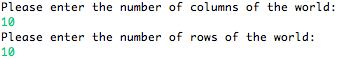 Please enter the number of columns of the world:
10
Please enter the number of rows of the world:
10